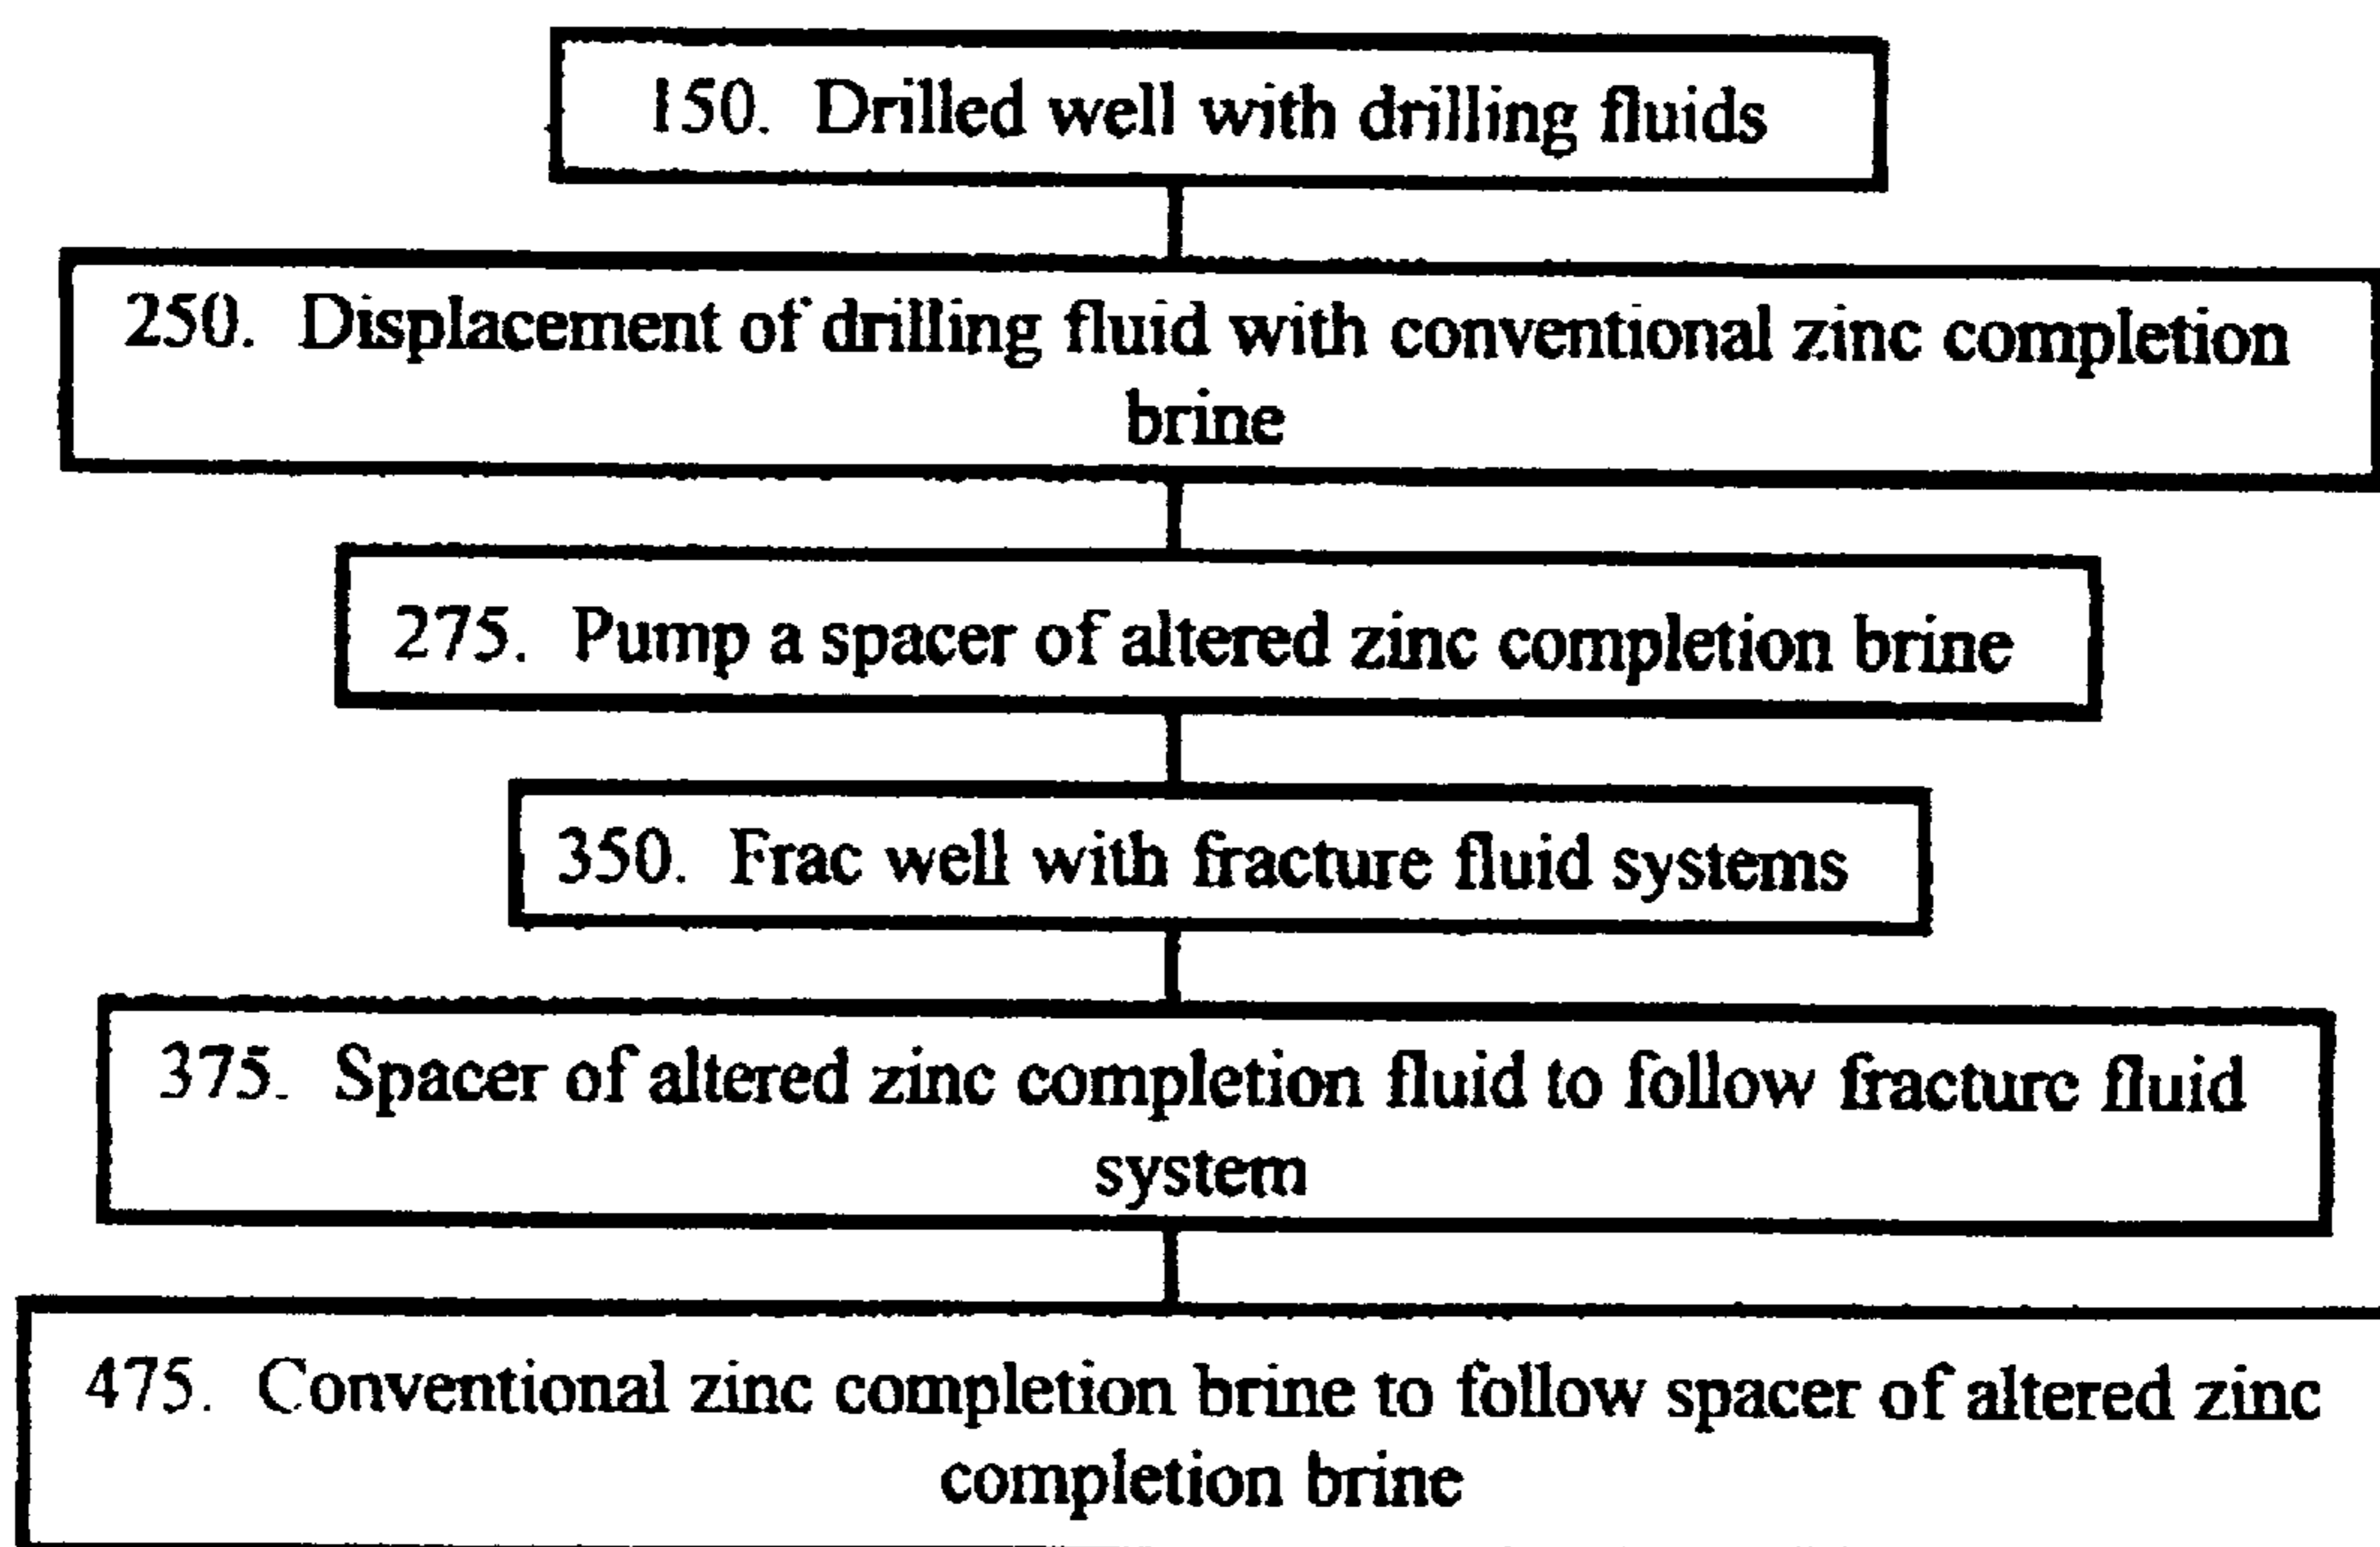 150. Drilled well with drilling fluids
250. Displacement of drilling fluid with conventional zinc completion
brine
275. Pump a spacer of altered zinc completion brine
350. Frac well with fracture fluid systems
375. Spacer of altered zinc completion fluid to follow fracture fluid
system
475. Conventional zinc completion brine to follow spacer of altered zinc
completion brine